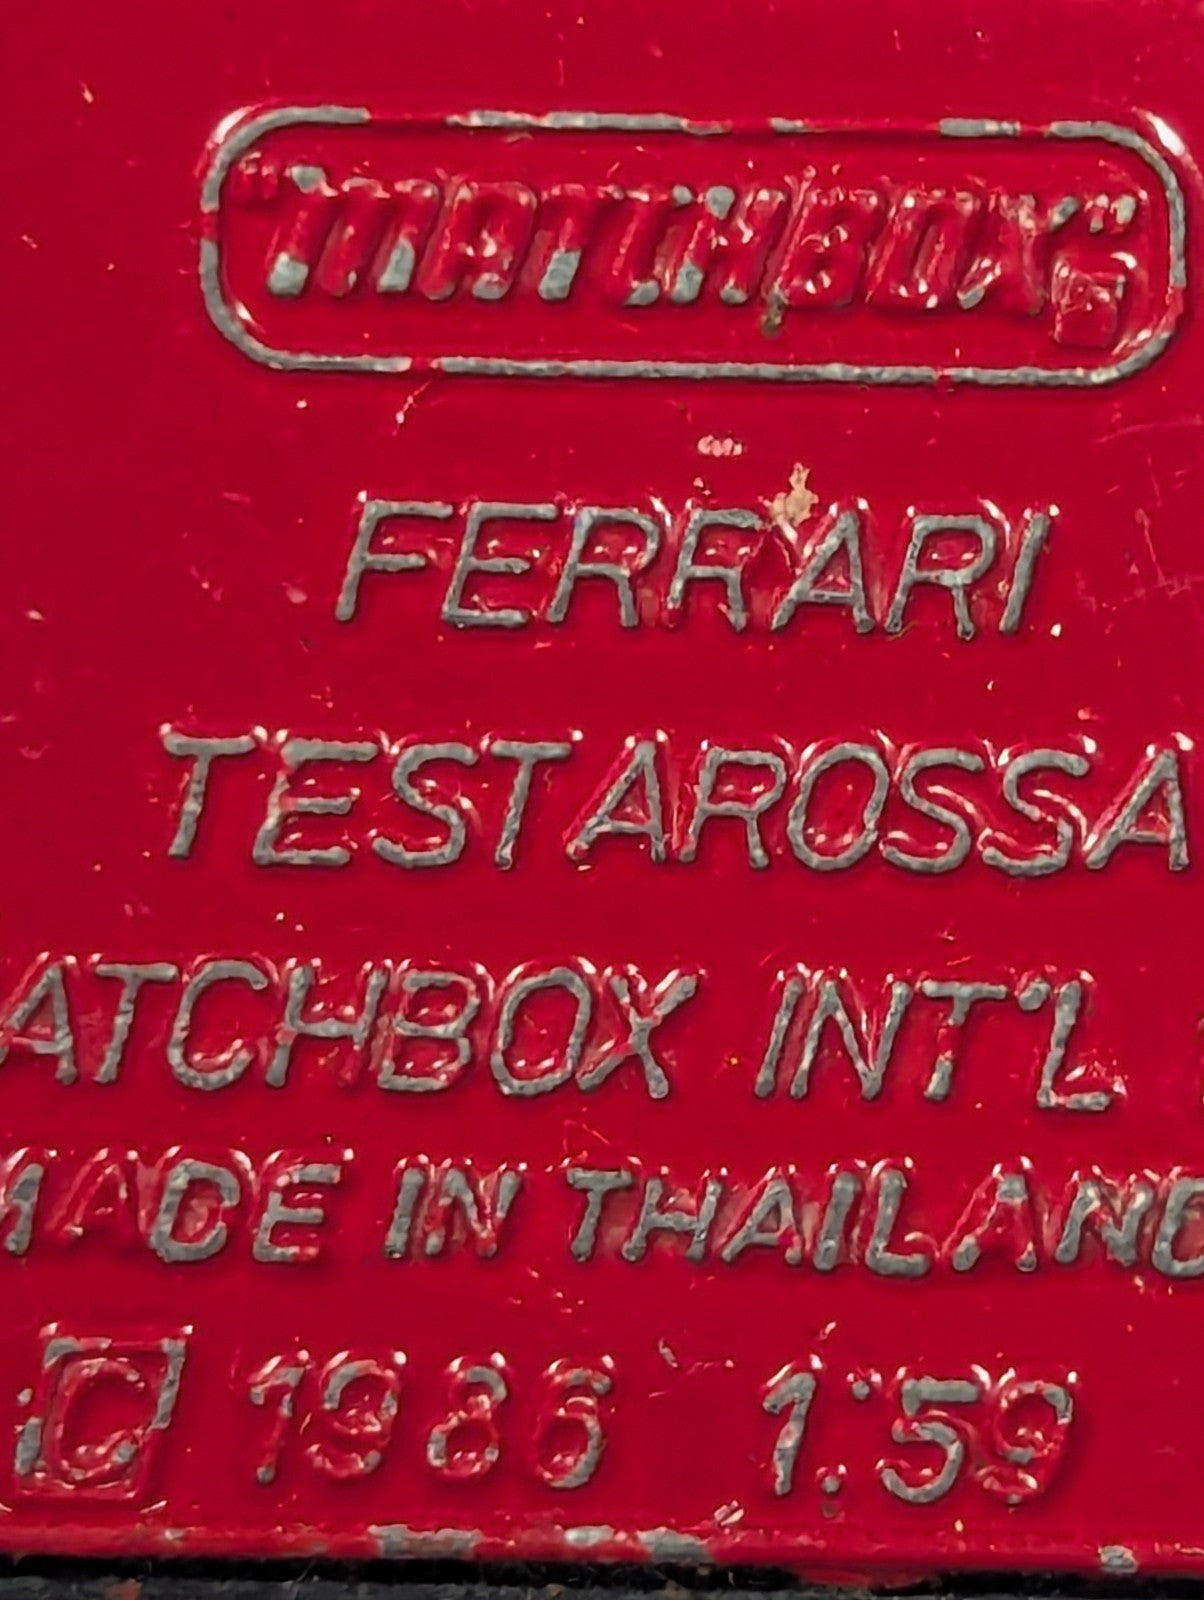 "MATCHBOX"®
FERRARI
TESTAROSSA
ATCHBOX INT'L
MADE IN THAILAND
© 1986 1:59